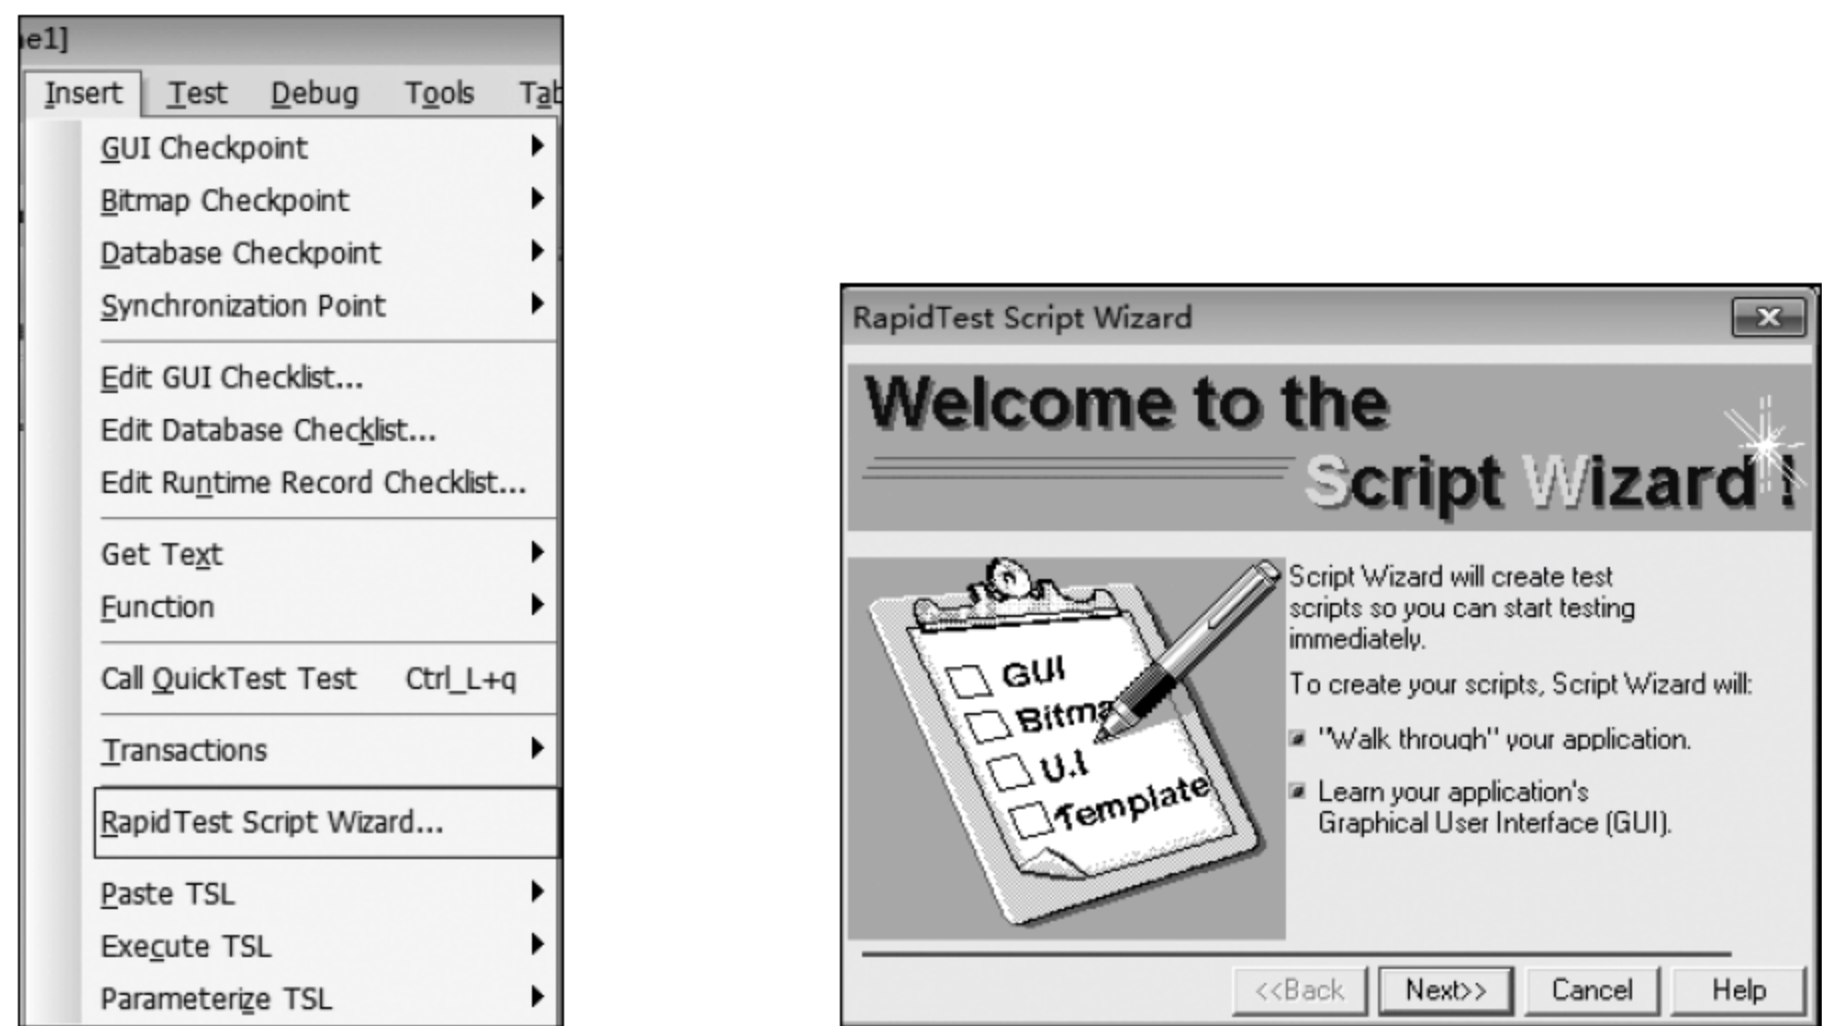 e1]
Insert Test Debug Tools Tab
GUI Checkpoint
Bitmap Checkpoint
Database Checkpoint
Synchronization Point
Edit GUI Checklist...
Edit Database Checklist...
Edit Runtime Record Checklist...
Get Text
Function
Call QuickTest Test Ctrl_L+q
Transactions
RapidTest Script Wizard...
Paste TSL
Execute TSL
Parameterize TSL
RapidTest Script Wizard
Welcome to the
Script Wizard !
GUI
Bitma
U.I
Template
Script Wizard will create test
scripts so you can start testing
immediately.
To create your scripts, Script Wizard will:
"Walk through" your application.
Learn your application's
Graphical User Interface (GUI).
<<Back Next>> Cancel Help